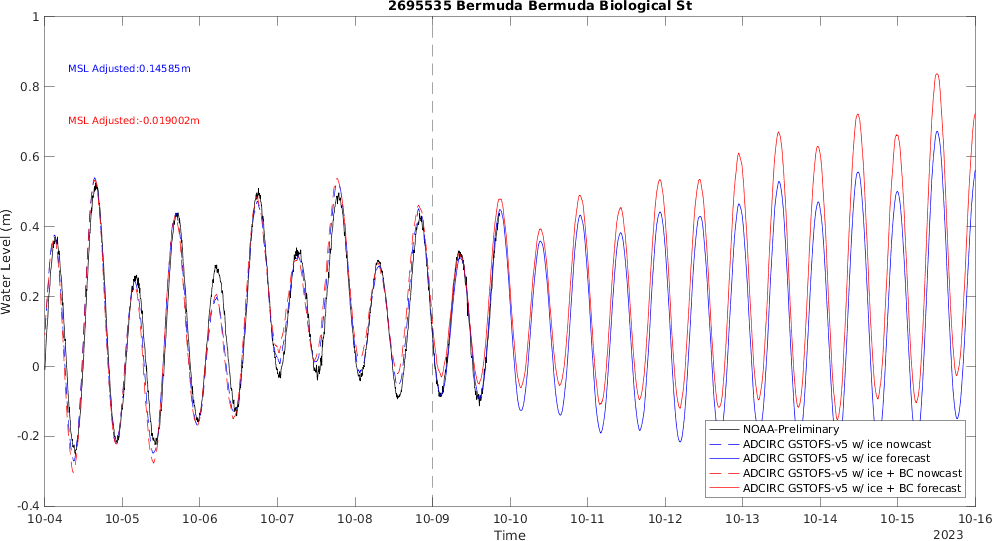 2695535 Bermuda Bermuda Biological St
1
0.8
0.6
0.4
0.2
0
-0.2
-0.4
Water Level (m)
MSL Adjusted:0.14585m
MSL Adjusted:-0.019002m
NOAA-Preliminary
ADCIRC GSTOFS-v5 w/ ice nowcast
ADCIRC GSTOFS-v5 w/ ice forecast
ADCIRC GSTOFS-v5 w/ ice + BC nowcast
ADCIRC GSTOFS-v5 w/ ice + BC forecast
10-04 10-05 10-06 10-07 10-08 10-09 10-10 10-11 10-12 10-13 10-14 10-15 10-16
Time
2023